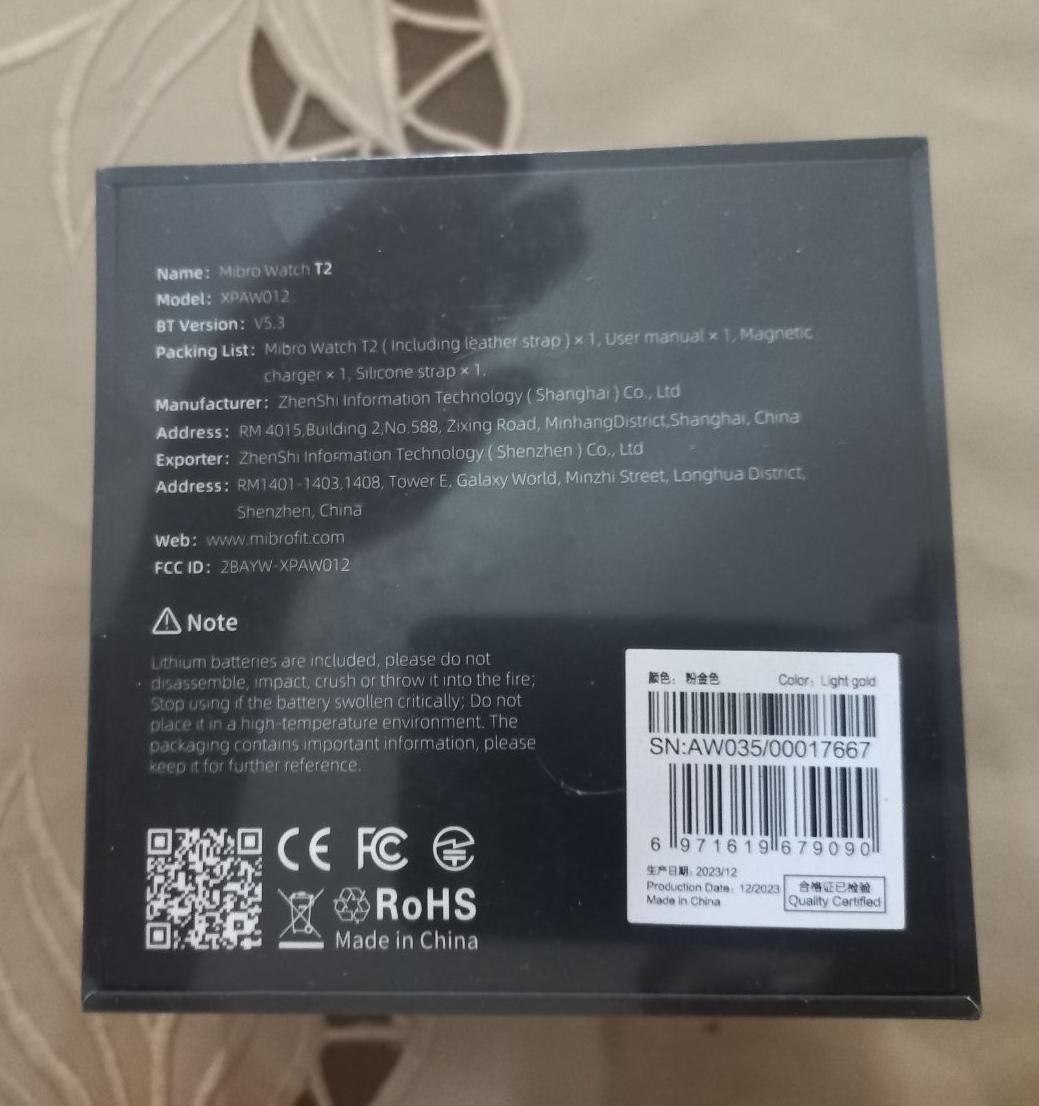 Name: Mibro Watch T2
Model: XPAW012
BT Version: V5.3
Packing List: Mibro Watch T2 ( Including leather strap ) × 1, User manual × 1, Magnetic
charger × 1, Silicone strap × 1.
Manufacturer: ZhenShi Information Technology ( Shanghai ) Co., Ltd
Address: RM 4015,Building 2,No.588, Zixing Road, MinhangDistrict,Shanghai, China
Exporter: ZhenShi Information Technology ( Shenzhen ) Co., Ltd
Address: RM1401-1403,1408, Tower E, Galaxy World, Minzhi Street, Longhua District,
Shenzhen, China
Web: www.mibrofit.com
FCC ID: 2BAYW-XPAW012
Note
Lithium batteries are included, please do not
disassemble, impact, crush or throw it into the fire;
Stop using if the battery swollen critically; Do not
place it in a high-temperature environment. The
packaging contains important information, please
keep it for further reference.
CE FC
RoHS
Made in China
颜色: 粉金色 Color: Light gold
SN:AW035/00017667
6 971619 679090
生产日期: 2023/12
Production Date: 12/2023
Made in China
合格证已检验
Quality Certified